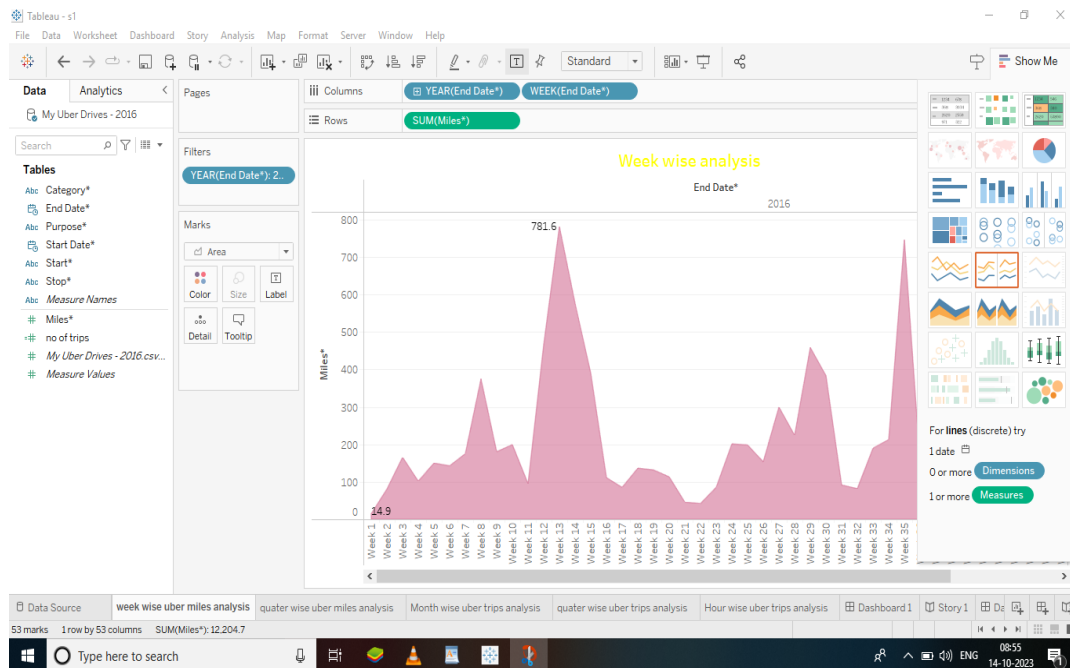 Tableau - s1
File Data Worksheet Dashboard Story Analysis Map Format Server Window Help
Standard
Show Me
Data Analytics
My Uber Drives - 2016
Search
Tables
Abc Category*
End Date*
Abc Purpose*
Start Date*
Abc Start*
Abc Stop*
Abc Measure Names
# Miles*
# no of trips
# My Uber Drives - 2016.csv...
# Measure Values
Pages
Filters
YEAR(End Date*): 2..
Marks
Area
Color Size Label
Detail Tooltip
Columns YEAR(End Date*) WEEK(End Date*)
Rows SUM(Miles*)
Week wise analysis
End Date*
2016
Miles*
800
700
600
500
400
300
200
100
0
781.6
14.9
Week 1
Week 2
Week 3
Week 4
Week 5
Week 6
Week 7
Week 8
Week 9
Week 10
Week 11
Week 12
Week 13
Week 14
Week 15
Week 16
Week 17
Week 18
Week 19
Week 20
Week 21
Week 22
Week 23
Week 24
Week 25
Week 26
Week 27
Week 28
Week 29
Week 30
Week 31
Week 32
Week 33
Week 34
Week 35
For lines (discrete) try
1 date
0 or more Dimensions
1 or more Measures
Data Source week wise uber miles analysis quater wise uber miles analysis Month wise uber trips analysis quater wise uber trips analysis Hour wise uber trips analysis Dashboard 1 Story 1 Da
53 marks 1 row by 53 columns SUM(Miles*): 12,204.7
Type here to search
ENG
08:55
14-10-2023
1